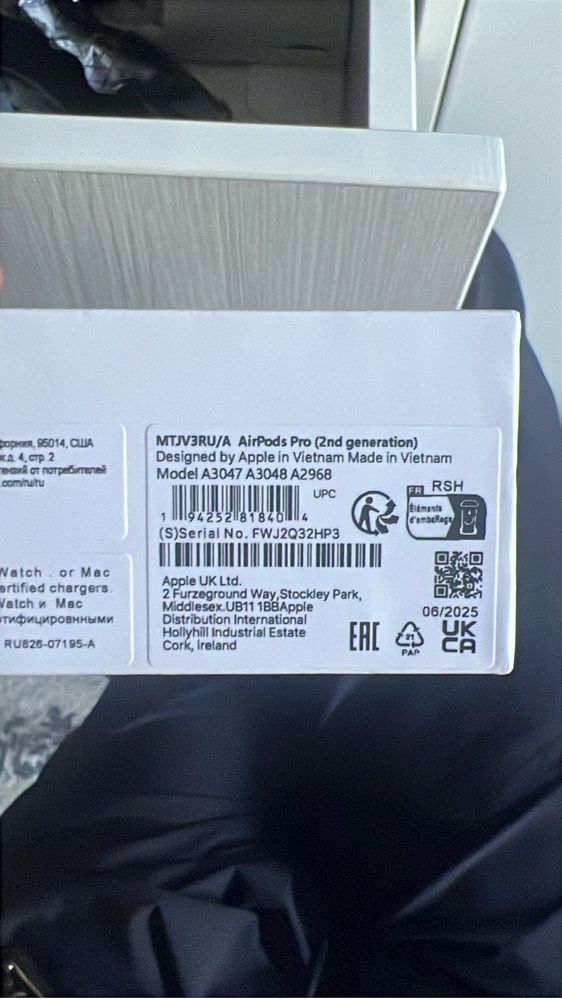 форния, 95014, США
к.д. 4, стр. 2
тензий от потребителей
.com/ru/ru
Watch . or Mac
ertified chargers.
Watch и Mac
ртифицировнными
RU826-07195-A
MTJV3RU/A AirPods Pro (2nd generation)
Designed by Apple in Vietnam Made in Vietnam
Model A3047 A3048 A2968
UPC
1 94252 81840 4
(S)Serial No. FWJ2Q32HP3
FR RSH
Éléments
d'emballage
Apple UK Ltd.
2 Furzeground Way,Stockley Park,
Middlesex.UB11 1BBApple
Distribution International
Hollyhill Industrial Estate
Cork, Ireland
EAC
21
PAP
06/2025
UK
CA